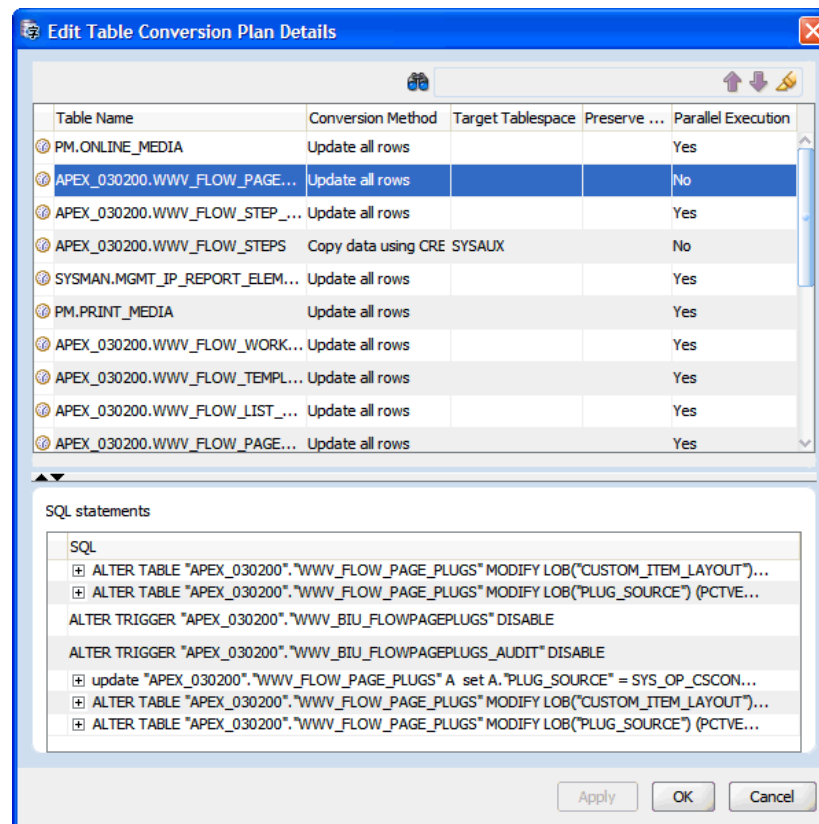 Edit Table Conversion Plan Details
Table Name Conversion Method Target Tablespace Preserve ... Parallel Execution
PM.ONLINE_MEDIA Update all rows Yes
APEX_030200.WWV_FLOW_PAGE... Update all rows No
APEX_030200.WWV_FLOW_STEP_... Update all rows Yes
APEX_030200.WWV_FLOW_STEPS Copy data using CRE SYSAUX No
SYSMAN.MGMT_IP_REPORT_ELEM... Update all rows Yes
PM.PRINT_MEDIA Update all rows Yes
APEX_030200.WWV_FLOW_WORK... Update all rows Yes
APEX_030200.WWV_FLOW_TEMPL... Update all rows Yes
APEX_030200.WWV_FLOW_LIST_... Update all rows Yes
APEX_030200.WWV_FLOW_PAGE... Update all rows Yes
SQL statements
SQL
ALTER TABLE "APEX_030200"."WWV_FLOW_PAGE_PLUGS" MODIFY LOB("CUSTOM_ITEM_LAYOUT")...
ALTER TABLE "APEX_030200"."WWV_FLOW_PAGE_PLUGS" MODIFY LOB("PLUG_SOURCE") (PCTVE...
ALTER TRIGGER "APEX_030200"."WWV_BIU_FLOWPAGEPLUGS" DISABLE
ALTER TRIGGER "APEX_030200"."WWV_BIU_FLOWPAGEPLUGS_AUDIT" DISABLE
update "APEX_030200"."WWV_FLOW_PAGE_PLUGS" A set A."PLUG_SOURCE" = SYS_OP_CSCON...
ALTER TABLE "APEX_030200"."WWV_FLOW_PAGE_PLUGS" MODIFY LOB("CUSTOM_ITEM_LAYOUT")...
ALTER TABLE "APEX_030200"."WWV_FLOW_PAGE_PLUGS" MODIFY LOB("PLUG_SOURCE") (PCTVE...
Apply OK Cancel